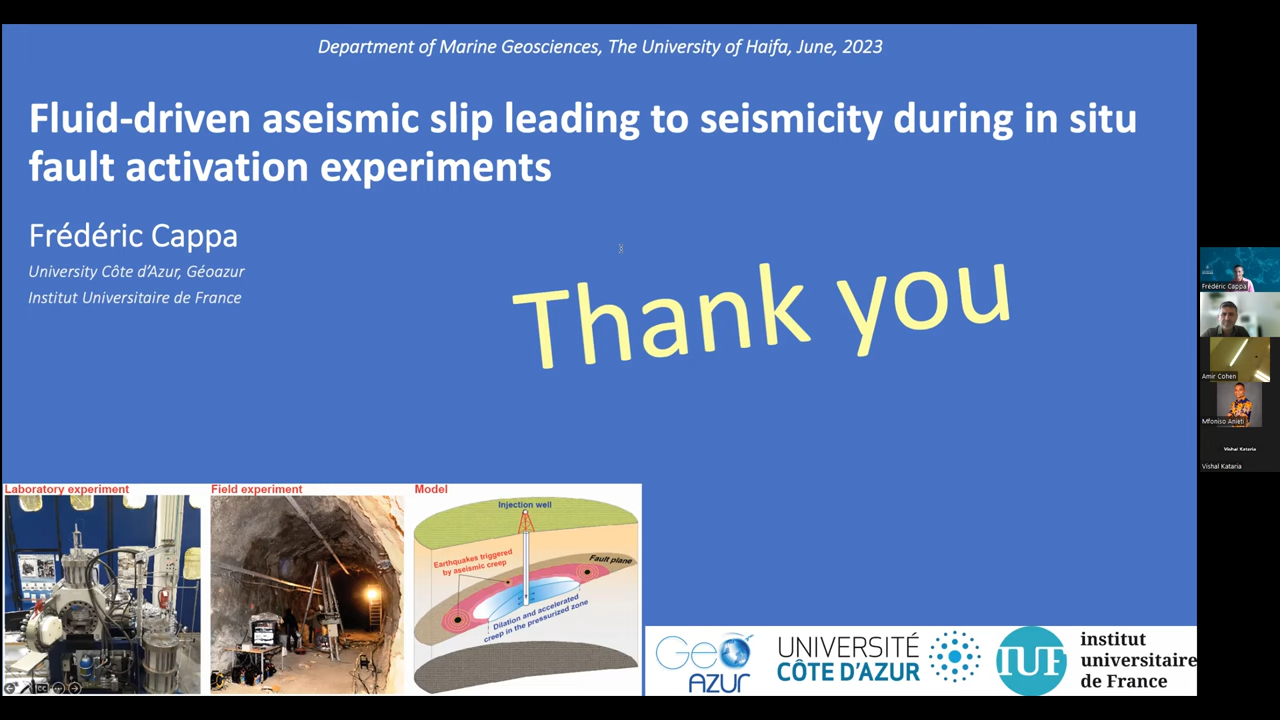 Department of Marine Geosciences, The University of Haifa, June, 2023
Fluid-driven aseismic slip leading to seismicity during in situ
fault activation experiments
Frédéric Cappa
University Côte d'Azur, Géoazur
Institut Universitaire de France
Thank you
Frédéric Cappa
Amir Cohen
Mfoniso Anieti
Vishal Kataria
Vishal Kataria
Laboratory experiment
Field experiment
Model
Injection well
Earthquakes triggered
by aseismic creep
Fault plane
Dilation and accelerated
creep in the pressurized zone
Geo
AZUR
UNIVERSITÉ
CÔTE D'AZUR
IUF
institut
universitaire
de France